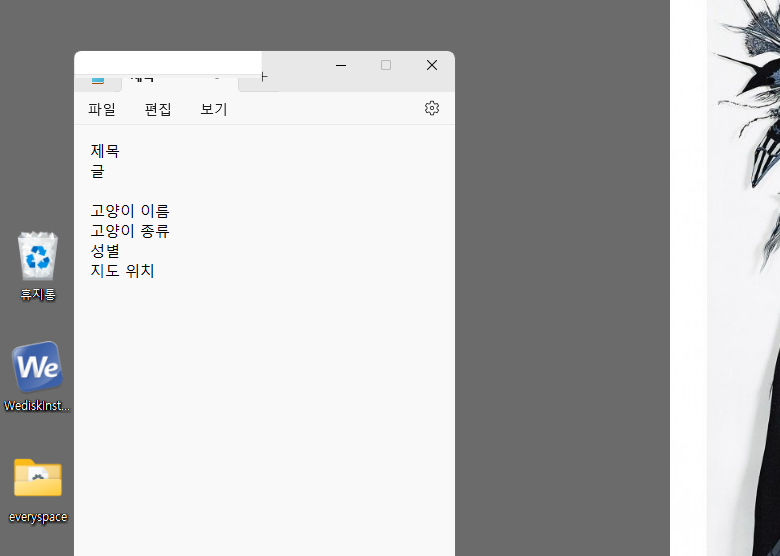 파일 편집 보기
제목
글
고양이 이름
고양이 종류
성별
지도 위치
휴지통
We
WediskInst...
everyspace